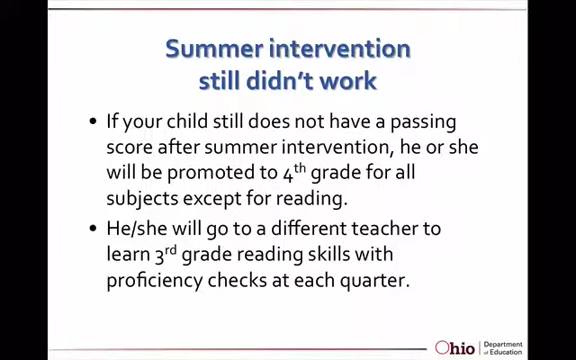 Summer intervention
still didn't work
• If your child still does not have a passing
score after summer intervention, he or she
will be promoted to 4th grade for all
subjects except for reading.
• He/she will go to a different teacher to
learn 3rd grade reading skills with
proficiency checks at each quarter.
Ohio Department
of Education